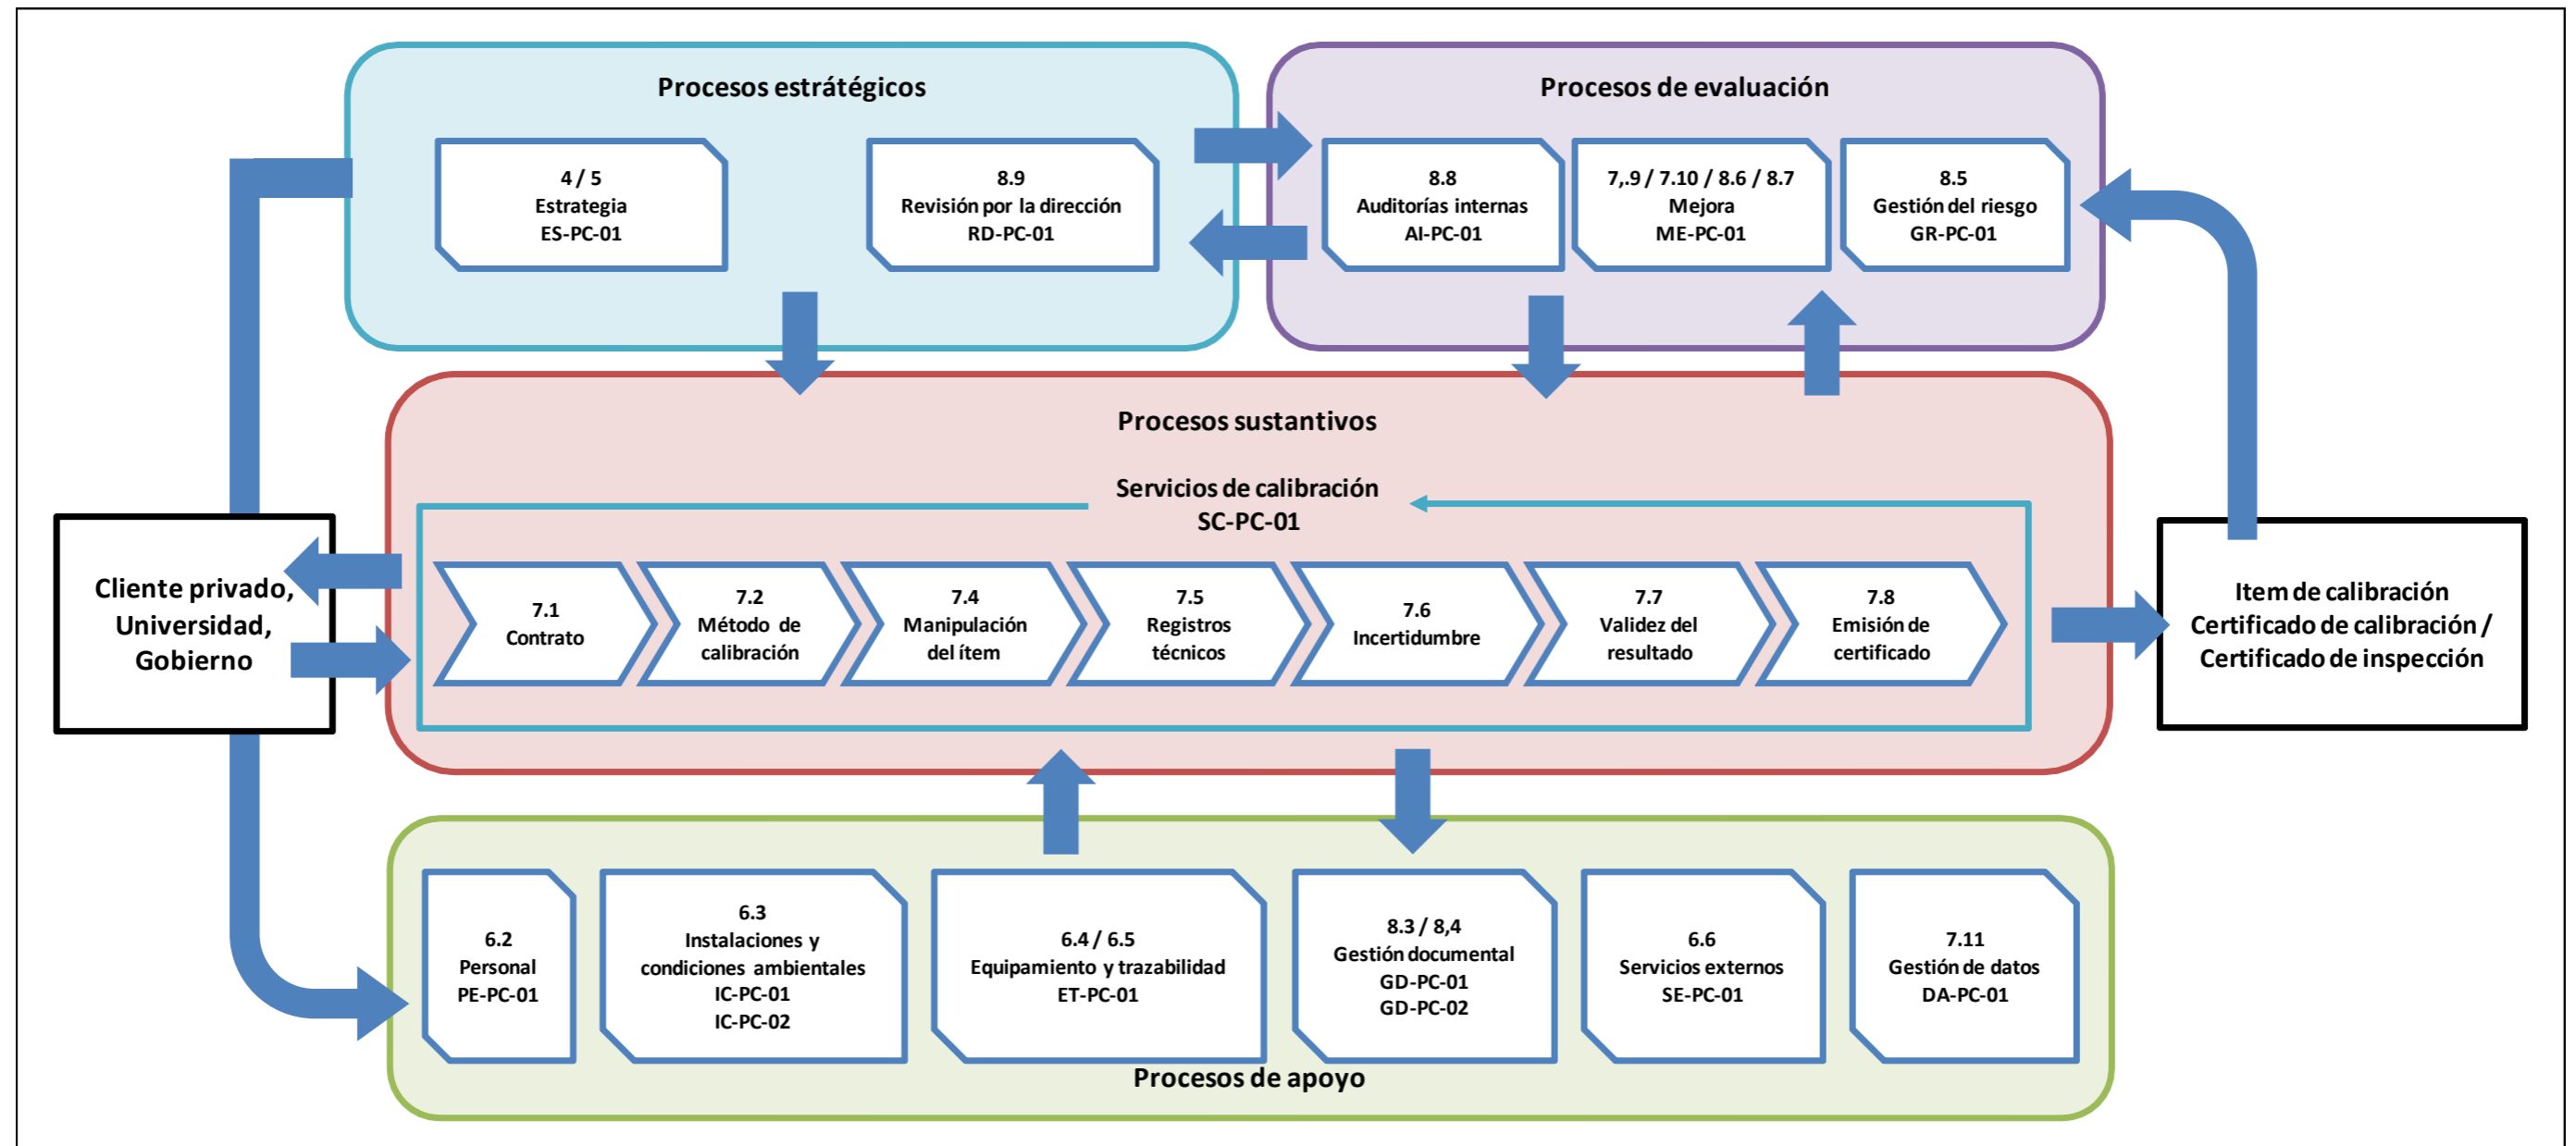 Procesos estrátégicos
4 / 5
Estrategia
ES-PC-01
8.9
Revisión por la dirección
RD-PC-01
Procesos de evaluación
8.8
Auditorías internas
AI-PC-01
7,.9 / 7.10 / 8.6 / 8.7
Mejora
ME-PC-01
8.5
Gestión del riesgo
GR-PC-01
Procesos sustantivos
Servicios de calibración
SC-PC-01
Cliente privado,
Universidad,
Gobierno
7.1
Contrato
7.2
Método de
calibración
7.4
Manipulación
del ítem
7.5
Registros
técnicos
7.6
Incertidumbre
7.7
Validez del
resultado
7.8
Emisión de
certificado
Item de calibración
Certificado de calibración /
Certificado de inspección
6.2
Personal
PE-PC-01
6.3
Instalaciones y
condiciones ambientales
IC-PC-01
IC-PC-02
6.4 / 6.5
Equipamiento y trazabilidad
ET-PC-01
8.3 / 8,4
Gestión documental
GD-PC-01
GD-PC-02
6.6
Servicios externos
SE-PC-01
7.11
Gestión de datos
DA-PC-01
Procesos de apoyo